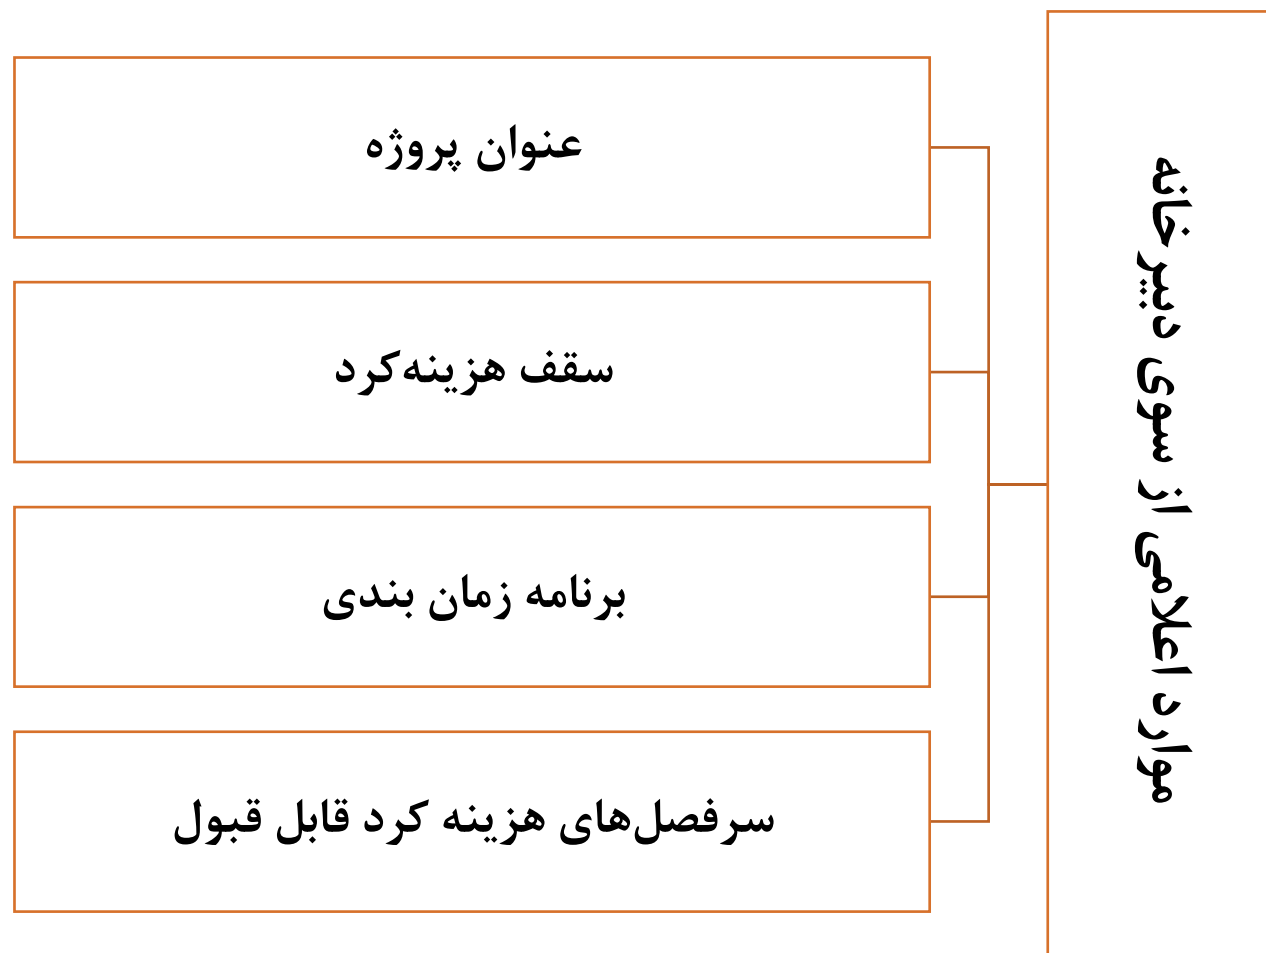 موارد اعلامی از سوی دبیرخانه
عنوان پروژه
سقف هزینه‌کرد
برنامه زمان بندی
سرفصل‌های هزینه کرد قابل قبول